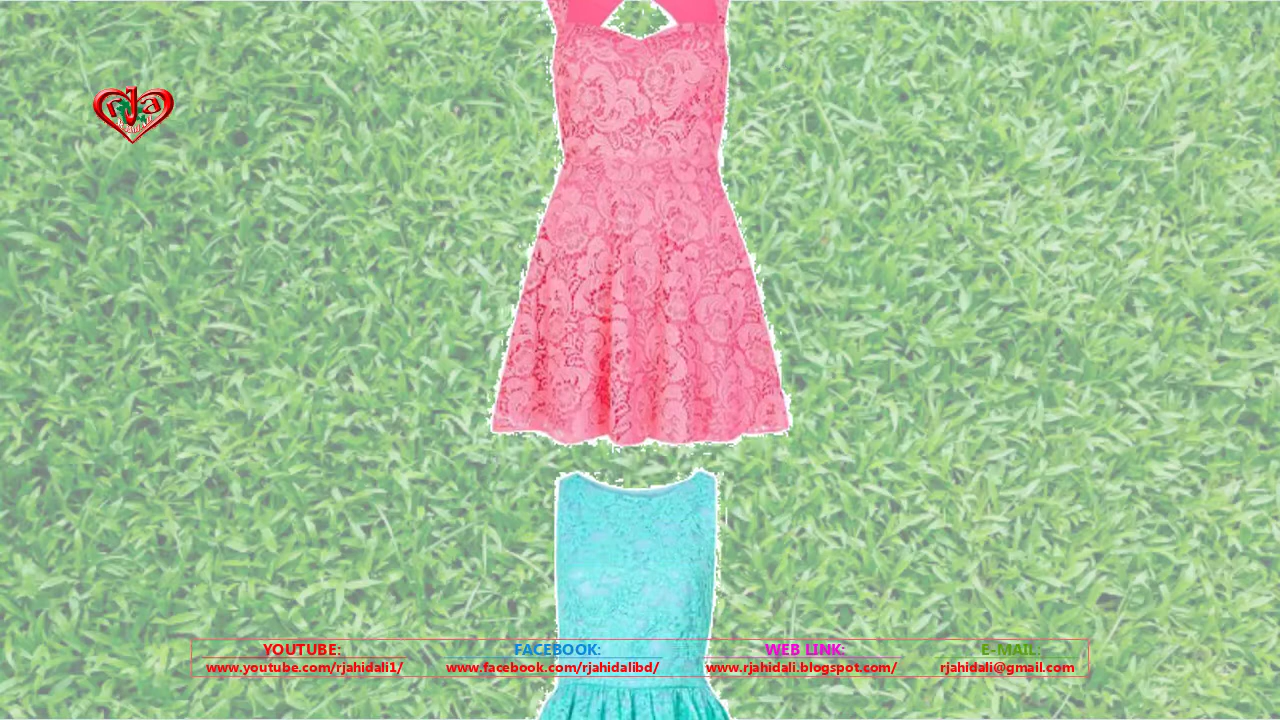 rja
YOUTUBE: FACEBOOK: WEB LINK: E-MAIL:
www.youtube.com/rjahidali1/ www.facebook.com/rjahidalibd/ www.rjahidali.blogspot.com/ rjahidali@gmail.com